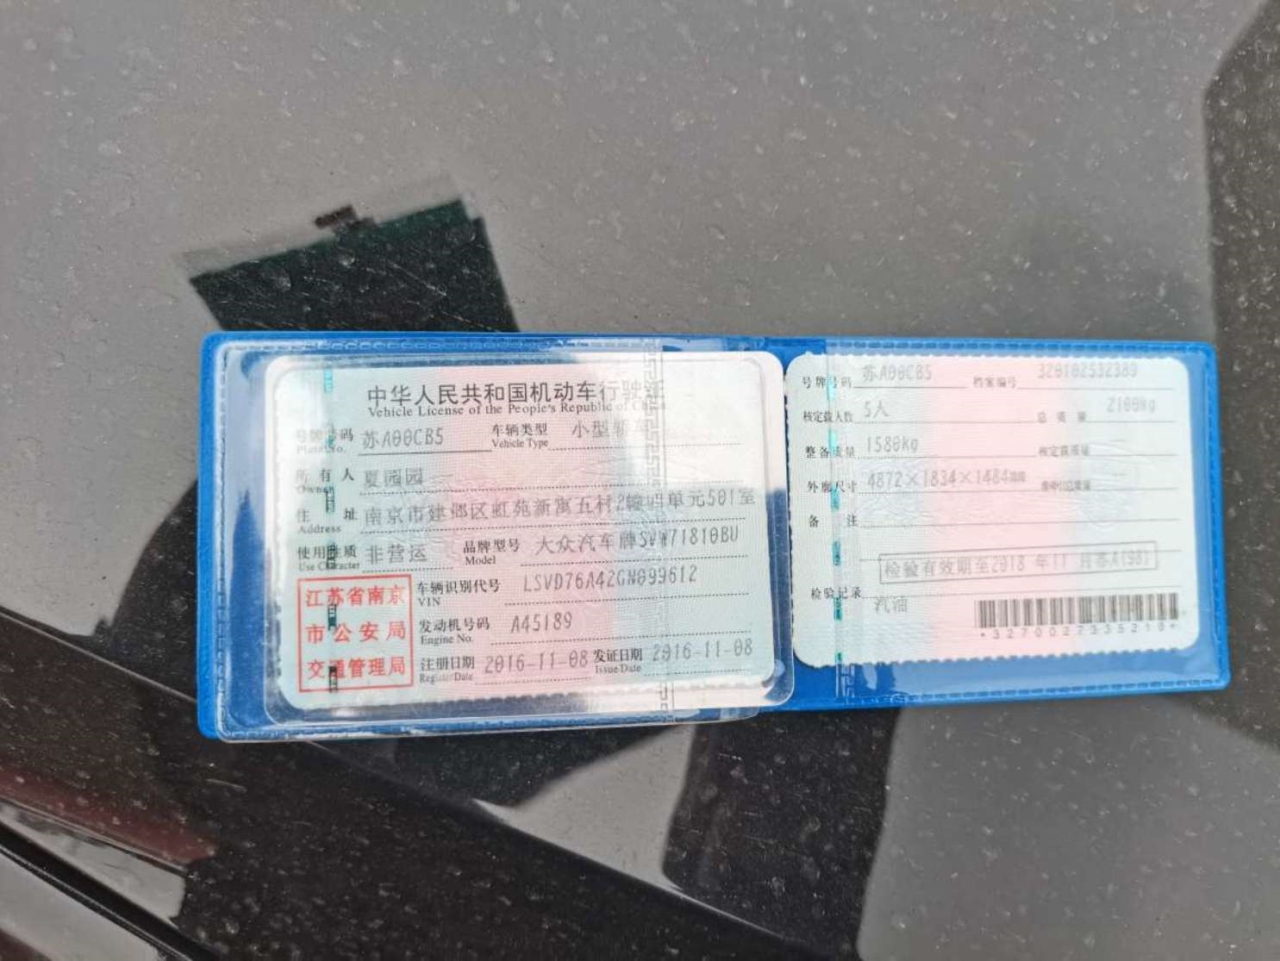 中华人民共和国机动车行驶证
Vehicle License of the People's Republic of
号牌号码 苏A00CB5 车辆类型 小型轿车
Plate No. Vehicle Type
所有人 夏园园
Owner
住址 南京市建邺区虹苑新寓五村2幢四单元501室
Address
使用性质 非营运 品牌型号 大众汽车牌SVW71810BU
Use Character Model
江苏省南京
市公安局
交通管理局
车辆识别代号 LSVD76A42GN099612
VIN
发动机号码 A45189
Engine No.
注册日期 2016-11-08 发证日期 2016-11-08
Register Date Issue Date
号牌号码 苏A00CB5 档案编号 320102532380
核定载人数 5人 总质量 2100kg
整备质量 1580kg 核定载质量
外廓尺寸 4872×1834×1484mm
备注
检验有效期至2018年11月苏A(98)
检验记录
汽油
*3270027535210*